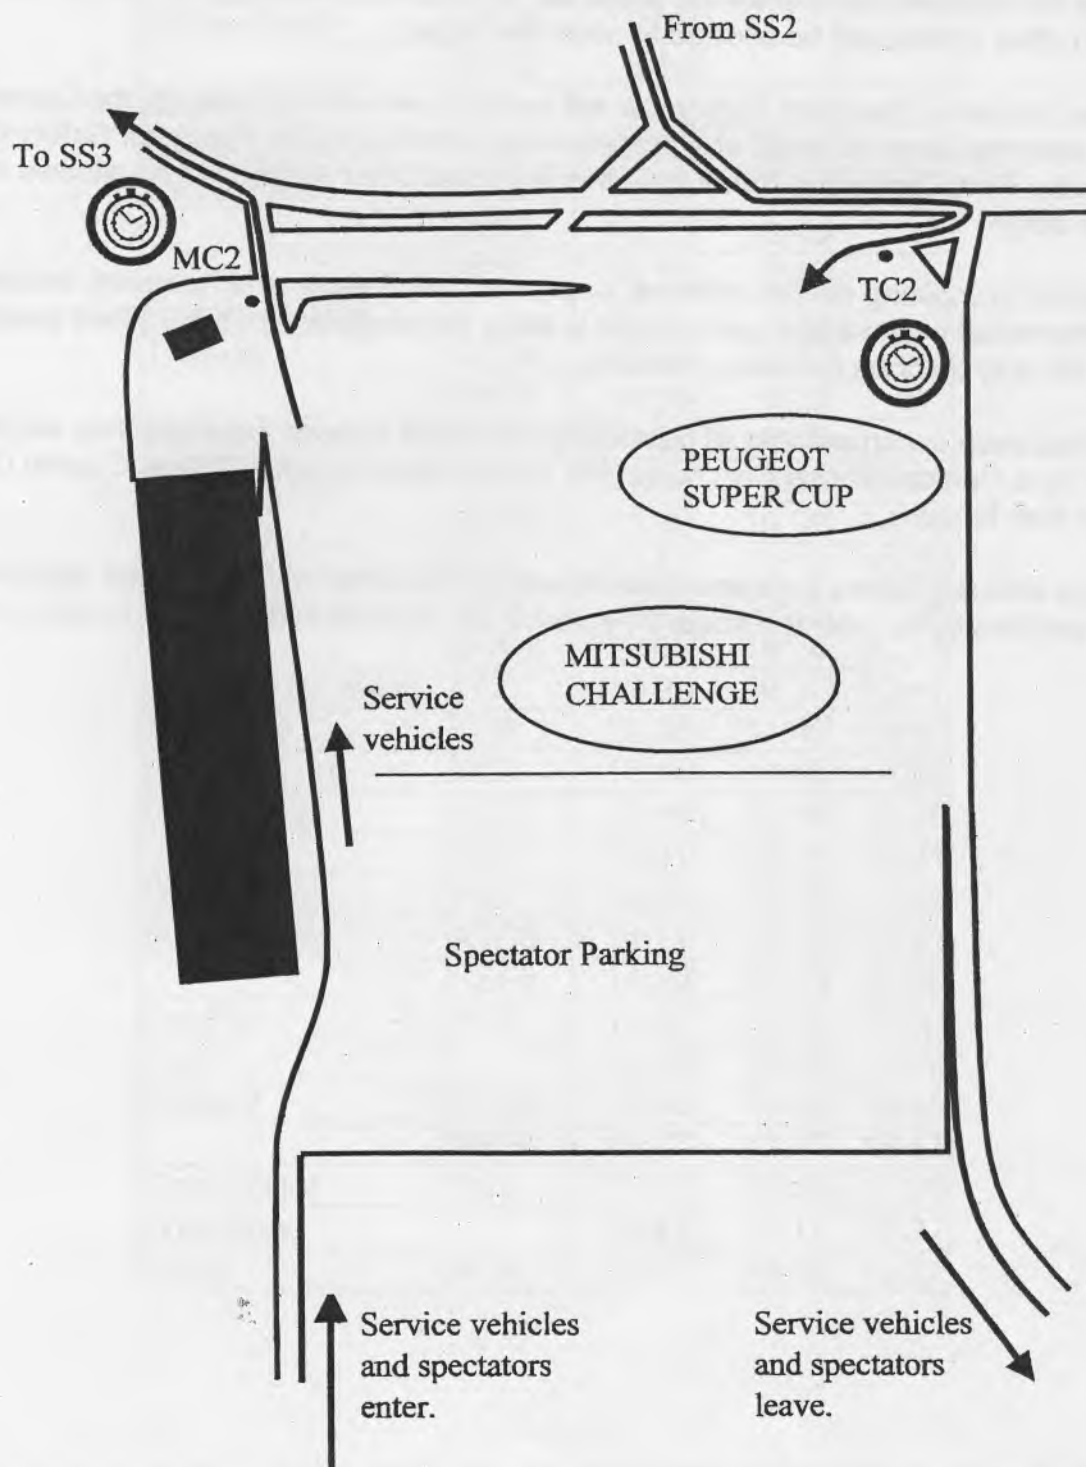 From SS2
To SS3
MC2
TC2
PEUGEOT
SUPER CUP
MITSUBISHI
CHALLENGE
Service
vehicles
Spectator Parking
Service vehicles
and spectators
enter.
Service vehicles
and spectators
leave.